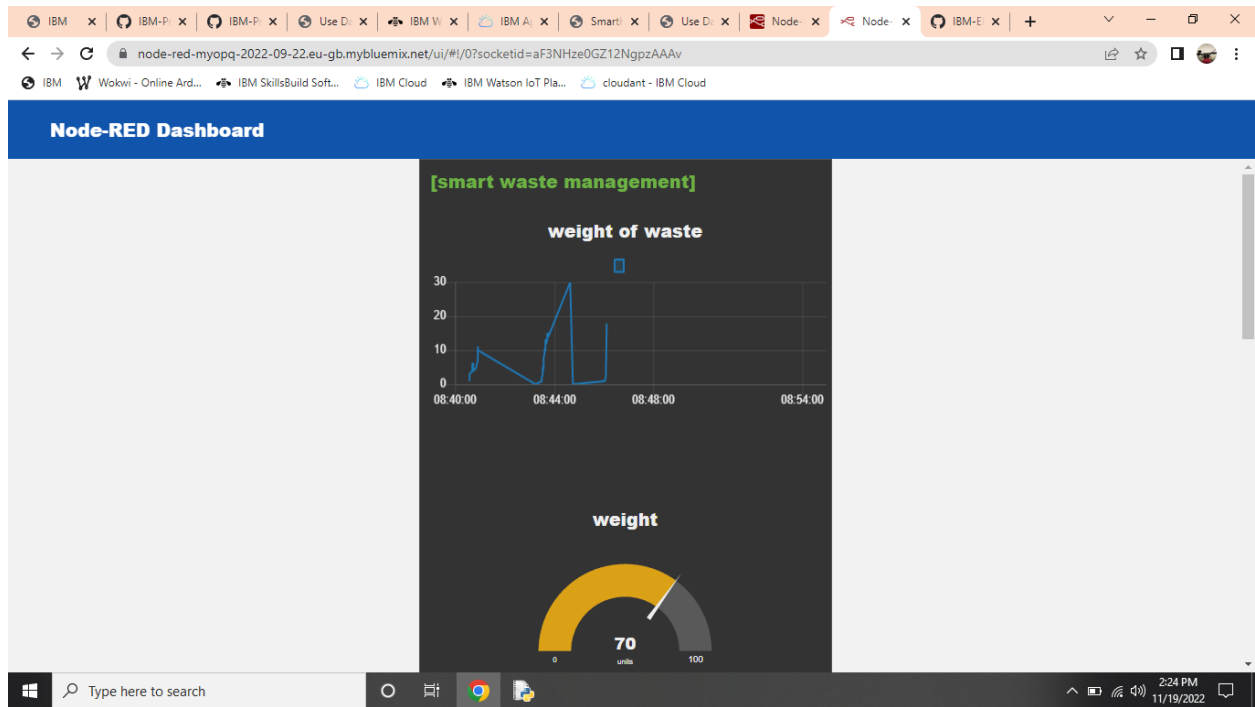 IBM
IBM-P
IBM-P
Use Da
IBM W
IBM A
Smart
Use Da
Node-
Node-
IBM-E
node-red-myopq-2022-09-22.eu-gb.mybluemix.net/ui/#!/0?socketid=aF3NHze0GZ12NgpzAAAv
IBM
Wokwi - Online Ard...
IBM SkillsBuild Soft...
IBM Cloud
IBM Watson IoT Pla...
cloudant - IBM Cloud
Node-RED Dashboard
[smart waste management]
weight of waste
30
20
10
0
08:40:00 08:44:00 08:48:00 08:54:00
weight
70
0 units 100
Type here to search
2:24 PM
11/19/2022